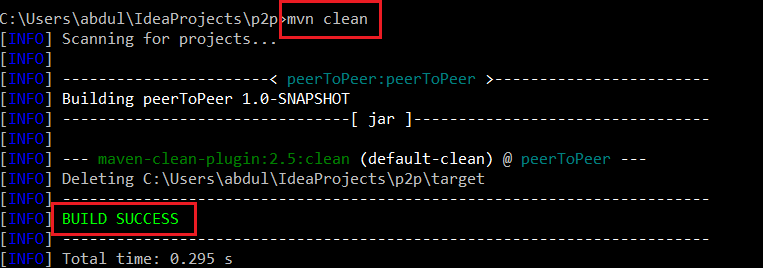 C:\Users\abdul\IdeaProjects\p2p>mvn clean
[INFO] Scanning for projects...
[INFO]
[INFO] -----------------------< peerToPeer:peerToPeer >------------------------
[INFO] Building peerToPeer 1.0-SNAPSHOT
[INFO] --------------------------------[ jar ]---------------------------------
[INFO]
[INFO] --- maven-clean-plugin:2.5:clean (default-clean) @ peerToPeer ---
[INFO] Deleting C:\Users\abdul\IdeaProjects\p2p\target
[INFO] ------------------------------------------------------------------------
[INFO] BUILD SUCCESS
[INFO] ------------------------------------------------------------------------
[INFO] Total time: 0.295 s